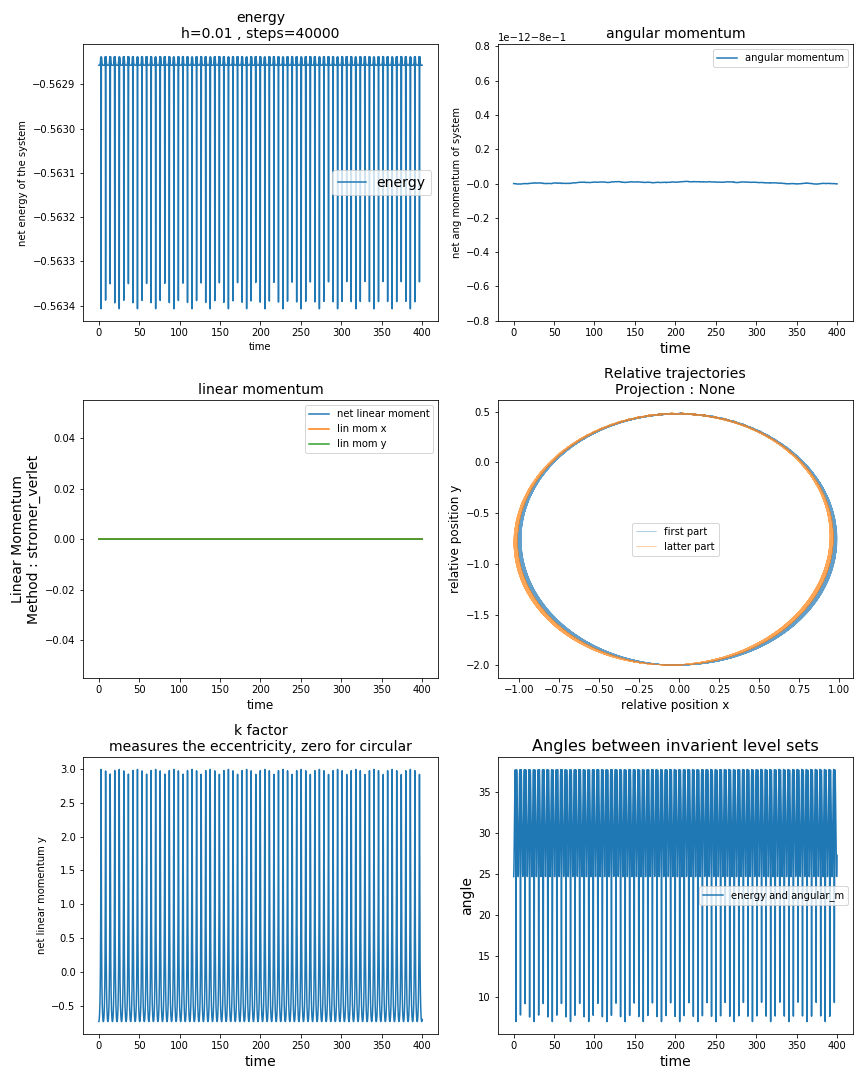 energy
h=0.01 , steps=40000
net energy of the system
−0.5629
−0.5630
−0.5631
−0.5632
−0.5633
−0.5634
energy
0 50 100 150 200 250 300 350 400
time
angular momentum
1e−12−8e−1
net ang momentum of system
0.8
0.6
0.4
0.2
−0.0
−0.2
−0.4
−0.6
−0.8
angular momentum
0 50 100 150 200 250 300 350 400
time
linear momentum
Linear Momentum
Method : stromer_verlet
0.04
0.02
0.00
−0.02
−0.04
net linear moment
lin mom x
lin mom y
0 50 100 150 200 250 300 350 400
time
Relative trajectories
Projection : None
relative position y
0.5
0.0
−0.5
−1.0
−1.5
−2.0
first part
latter part
−1.00 −0.75 −0.50 −0.25 0.00 0.25 0.50 0.75 1.00
relative position x
k factor
measures the eccentricity, zero for circular
net linear momentum y
3.0
2.5
2.0
1.5
1.0
0.5
0.0
−0.5
0 50 100 150 200 250 300 350 400
time
Angles between invarient level sets
angle
35
30
25
20
15
10
energy and angular_m
0 50 100 150 200 250 300 350 400
time